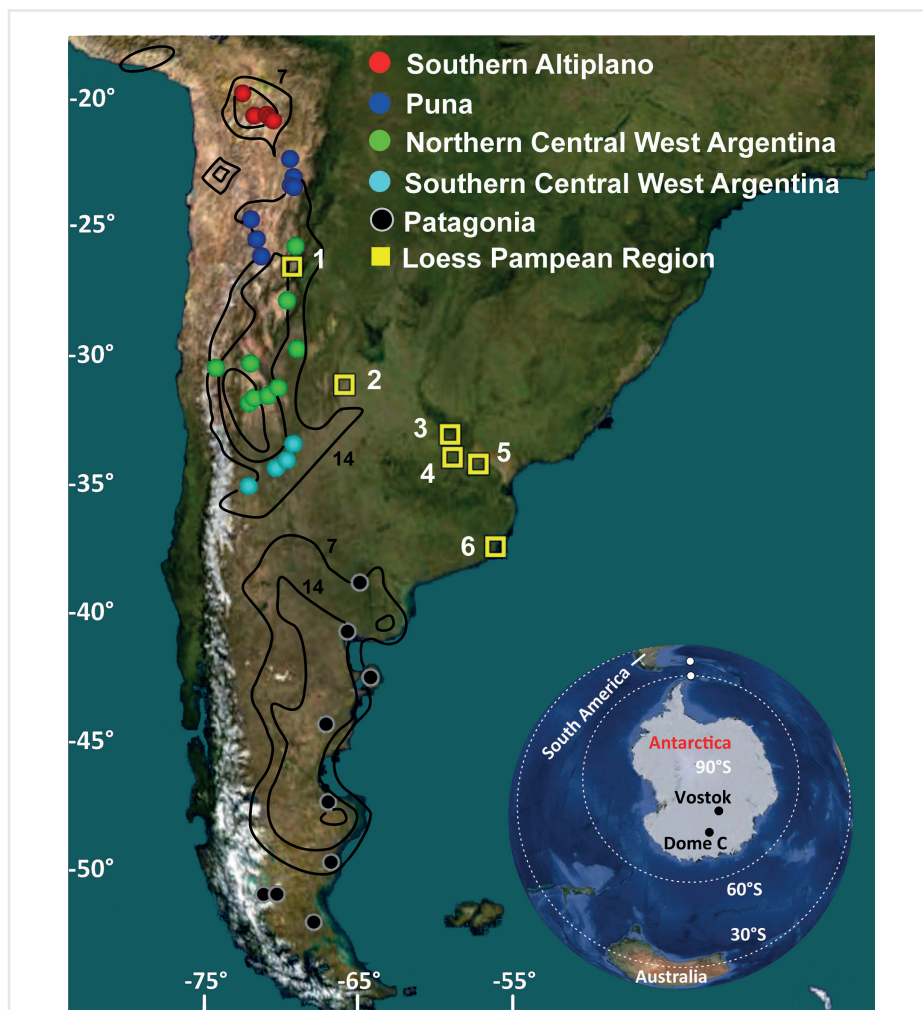 Southern Altiplano
7
-20°
Puna
Northern Central West Argentina
Southern Central West Argentina
Patagonia
-25°
Loess Pampean Region
1
-30°
2
3
5
14
4
-35°
6
7
14
-40°
South America
-45°
Antarctica
90°S
Vostok
Dome C
-50°
60°S
30°S
Australia
-75°
-65°
-55°